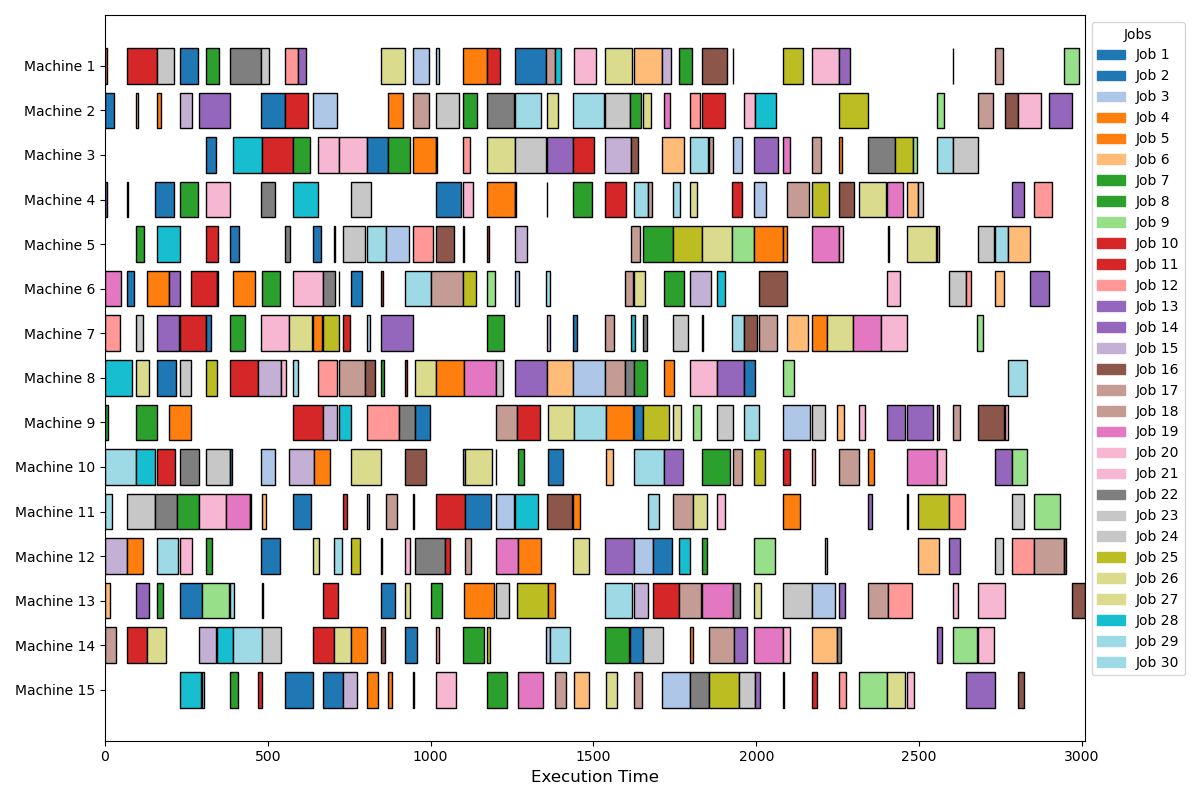 Machine 1
Machine 2
Machine 3
Machine 4
Machine 5
Machine 6
Machine 7
Machine 8
Machine 9
Machine 10
Machine 11
Machine 12
Machine 13
Machine 14
Machine 15
0 500 1000 1500 2000 2500 3000
Execution Time
Jobs
Job 1
Job 2
Job 3
Job 4
Job 5
Job 6
Job 7
Job 8
Job 9
Job 10
Job 11
Job 12
Job 13
Job 14
Job 15
Job 16
Job 17
Job 18
Job 19
Job 20
Job 21
Job 22
Job 23
Job 24
Job 25
Job 26
Job 27
Job 28
Job 29
Job 30